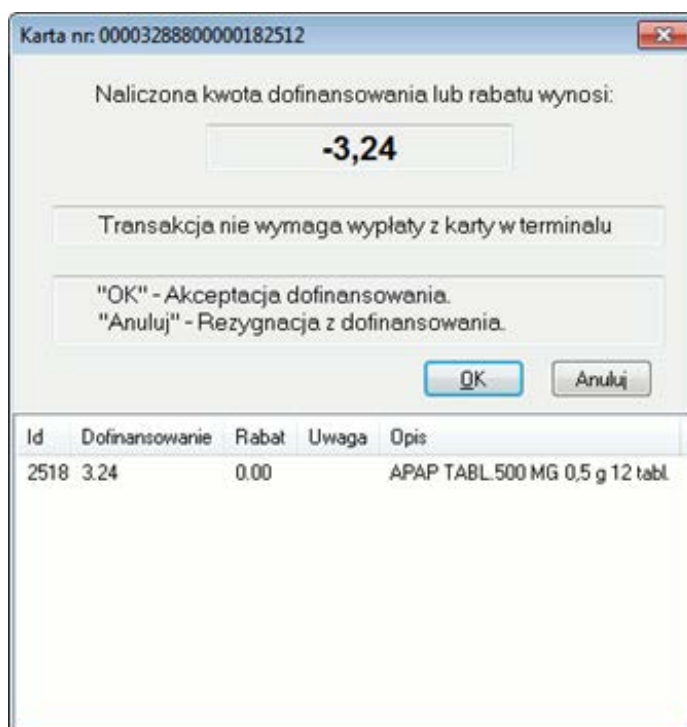 Karta nr: 00003288800000182512
Naliczona kwota dofinansowania lub rabatu wynosi:
-3,24
Transakcja nie wymaga wypłaty z karty w terminalu
"OK" - Akceptacja dofinansowania.
"Anuluj" - Rezygnacja z dofinansowania.
OK Anuluj
Id Dofinansowanie Rabat Uwaga Opis
2518 3.24 0.00 APAP TABL.500 MG 0,5 g 12 tabl.